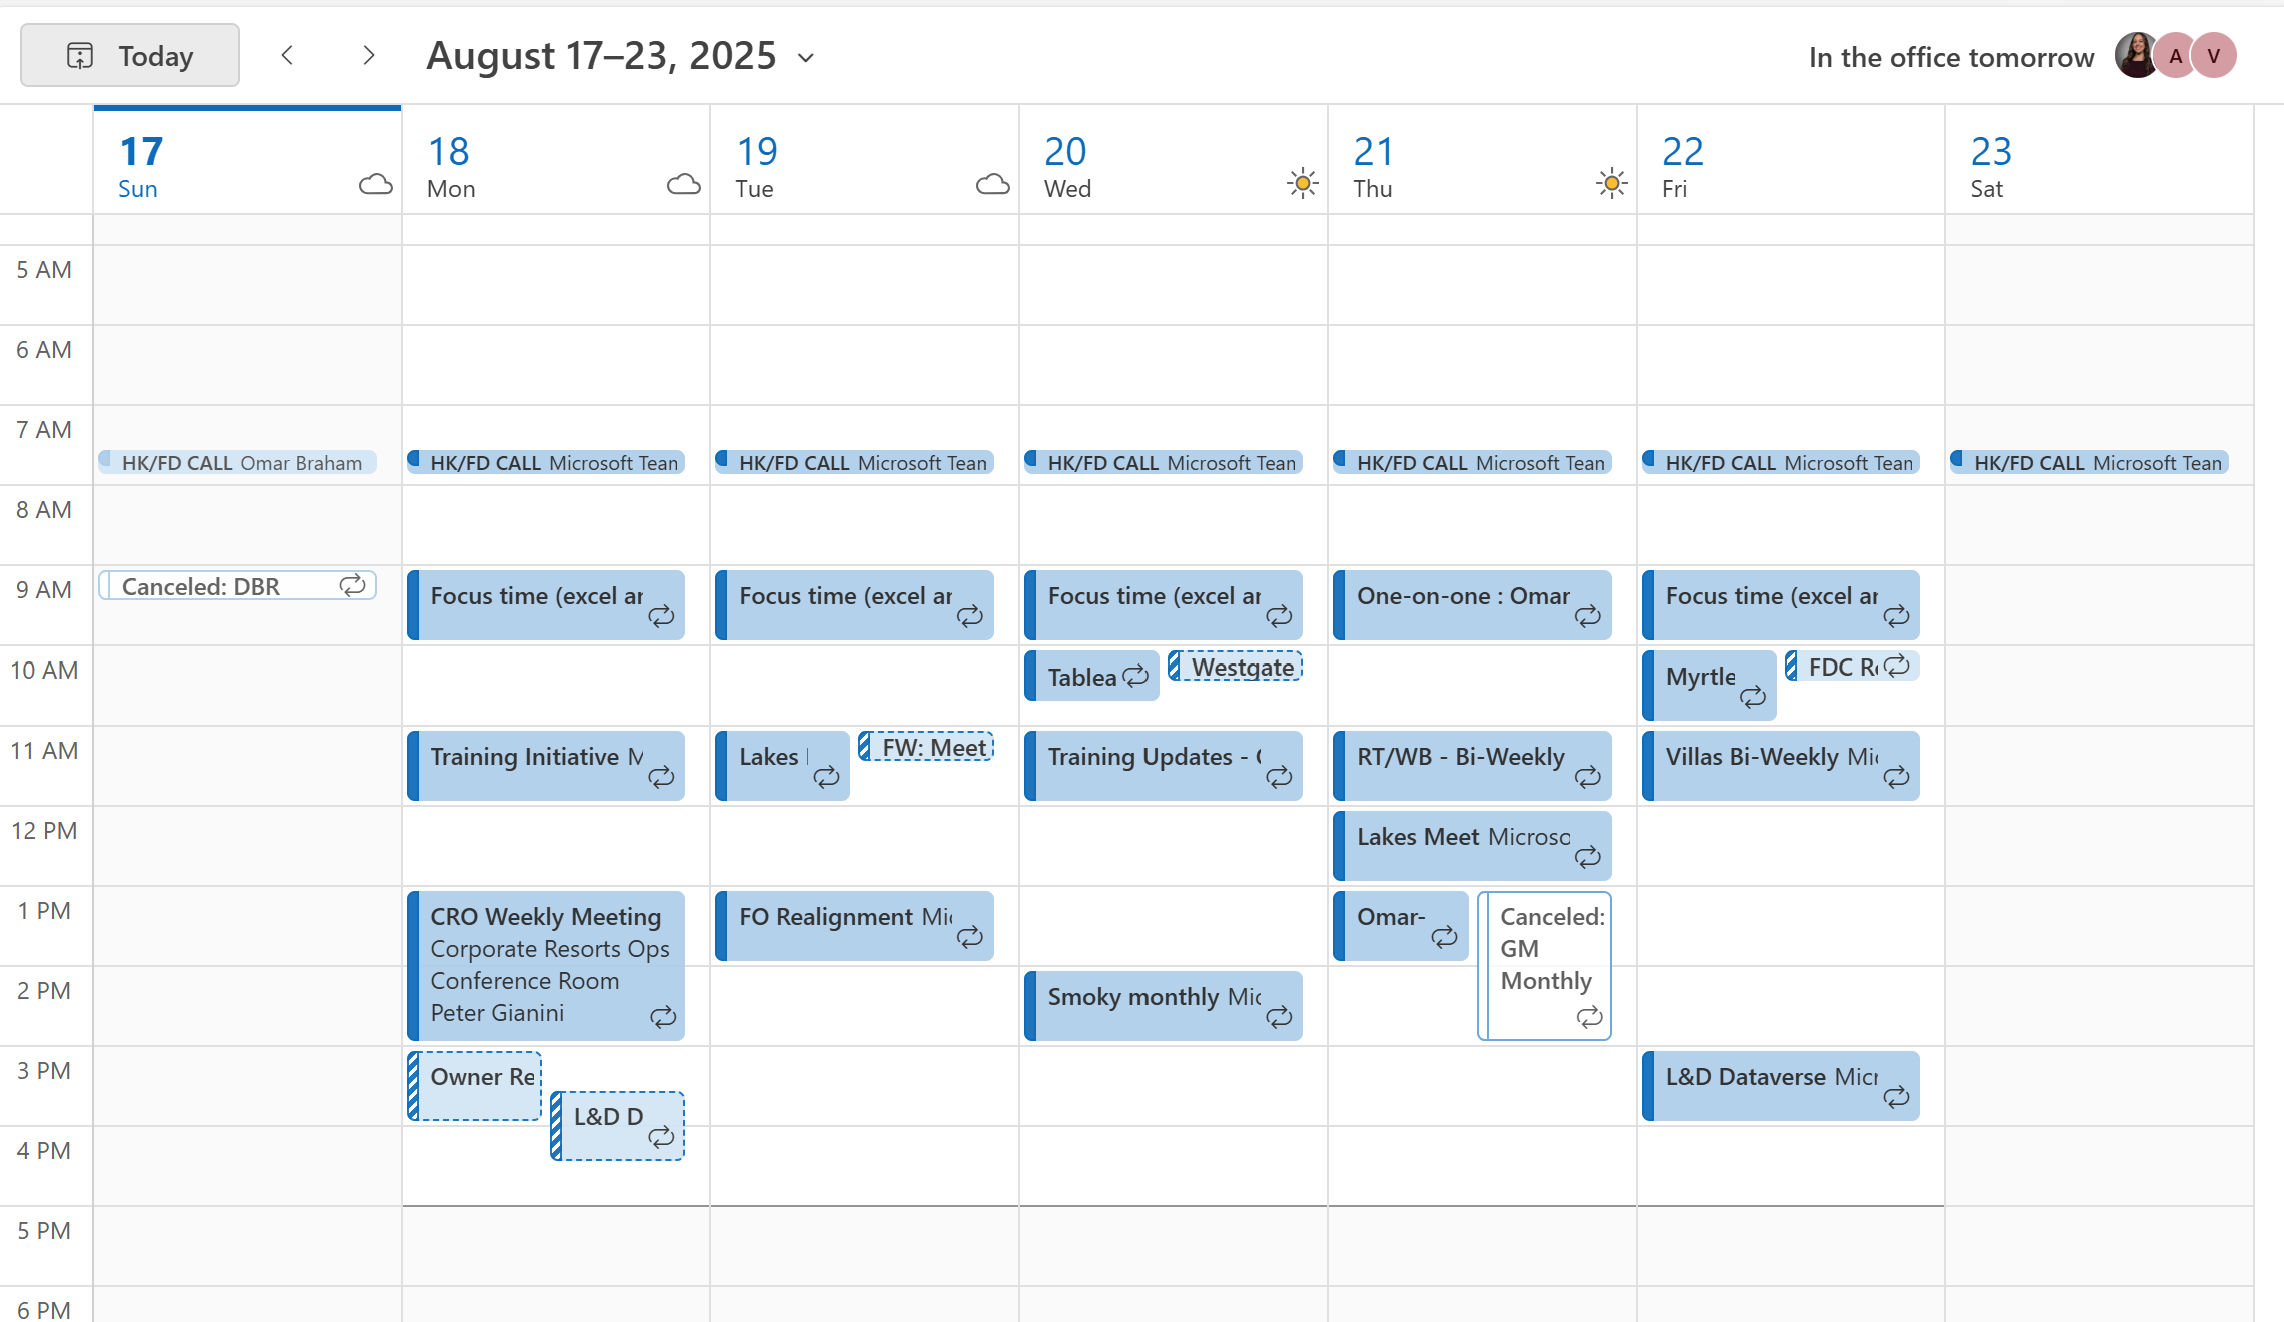 Today
August 17–23, 2025
In the office tomorrow
A
V
17
Sun
18
Mon
19
Tue
20
Wed
21
Thu
22
Fri
23
Sat
5 AM
6 AM
7 AM
HK/FD CALL Omar Braham
HK/FD CALL Microsoft Tean
HK/FD CALL Microsoft Tean
HK/FD CALL Microsoft Tean
HK/FD CALL Microsoft Tean
HK/FD CALL Microsoft Tean
HK/FD CALL Microsoft Tean
8 AM
9 AM
Canceled: DBR
Focus time (excel ar
Focus time (excel ar
Focus time (excel ar
One-on-one : Omar
Focus time (excel ar
10 AM
Tablea
Westgate
Myrtle
FDC R
11 AM
Training Initiative M
Lakes
FW: Meet
Training Updates -
RT/WB - Bi-Weekly
Villas Bi-Weekly Mi
12 PM
Lakes Meet Microso
1 PM
CRO Weekly Meeting
Corporate Resorts Ops
Conference Room
Peter Gianini
FO Realignment Mic
Omar-
Canceled:
GM
Monthly
2 PM
Smoky monthly Mic
3 PM
Owner Re
L&D D
L&D Dataverse Micr
4 PM
5 PM
6 PM